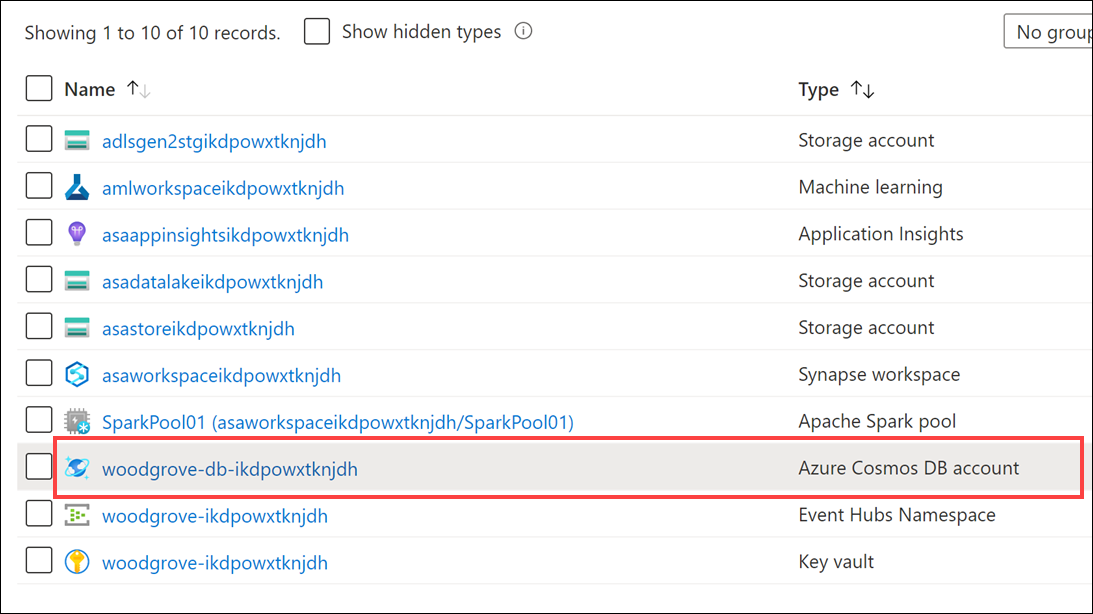 Showing 1 to 10 of 10 records. Show hidden types No group
Name Type
adlsgen2stgikdpowxtknjdh Storage account
amlworkspaceikdpowxtknjdh Machine learning
asaappinsightsikdpowxtknjdh Application Insights
asadatalakeikdpowxtknjdh Storage account
asastoreikdpowxtknjdh Storage account
asaworkspaceikdpowxtknjdh Synapse workspace
SparkPool01 (asaworkspaceikdpowxtknjdh/SparkPool01) Apache Spark pool
woodgrove-db-ikdpowxtknjdh Azure Cosmos DB account
woodgrove-ikdpowxtknjdh Event Hubs Namespace
woodgrove-ikdpowxtknjdh Key vault